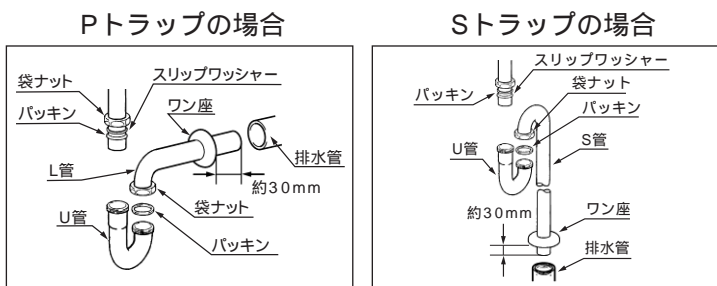 Pトラップの場合
袋ナット
スリップワッシャー
パッキン
ワン座
L管
排水管
約30mm
U管
袋ナット
パッキン
Sトラップの場合
スリップワッシャー
パッキン
袋ナット
パッキン
U管
S管
約30mm
ワン座
排水管